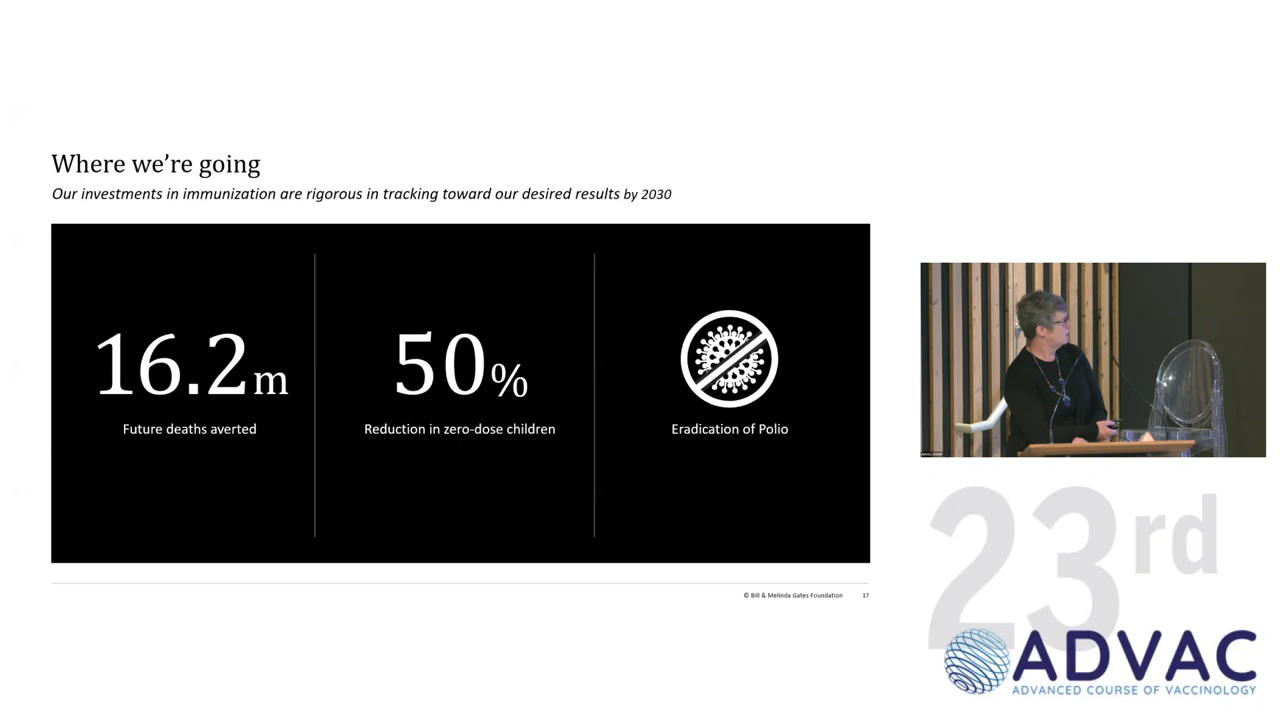 Where we're going
Our investments in immunization are rigorous in tracking toward our desired results by 2030
16.2m
50%
Future deaths averted
Reduction in zero-dose children
Eradication of Polio
© Bill & Melinda Gates Foundation 17
23rd
ADVAC
ADVANCED COURSE OF VACCINOLOGY